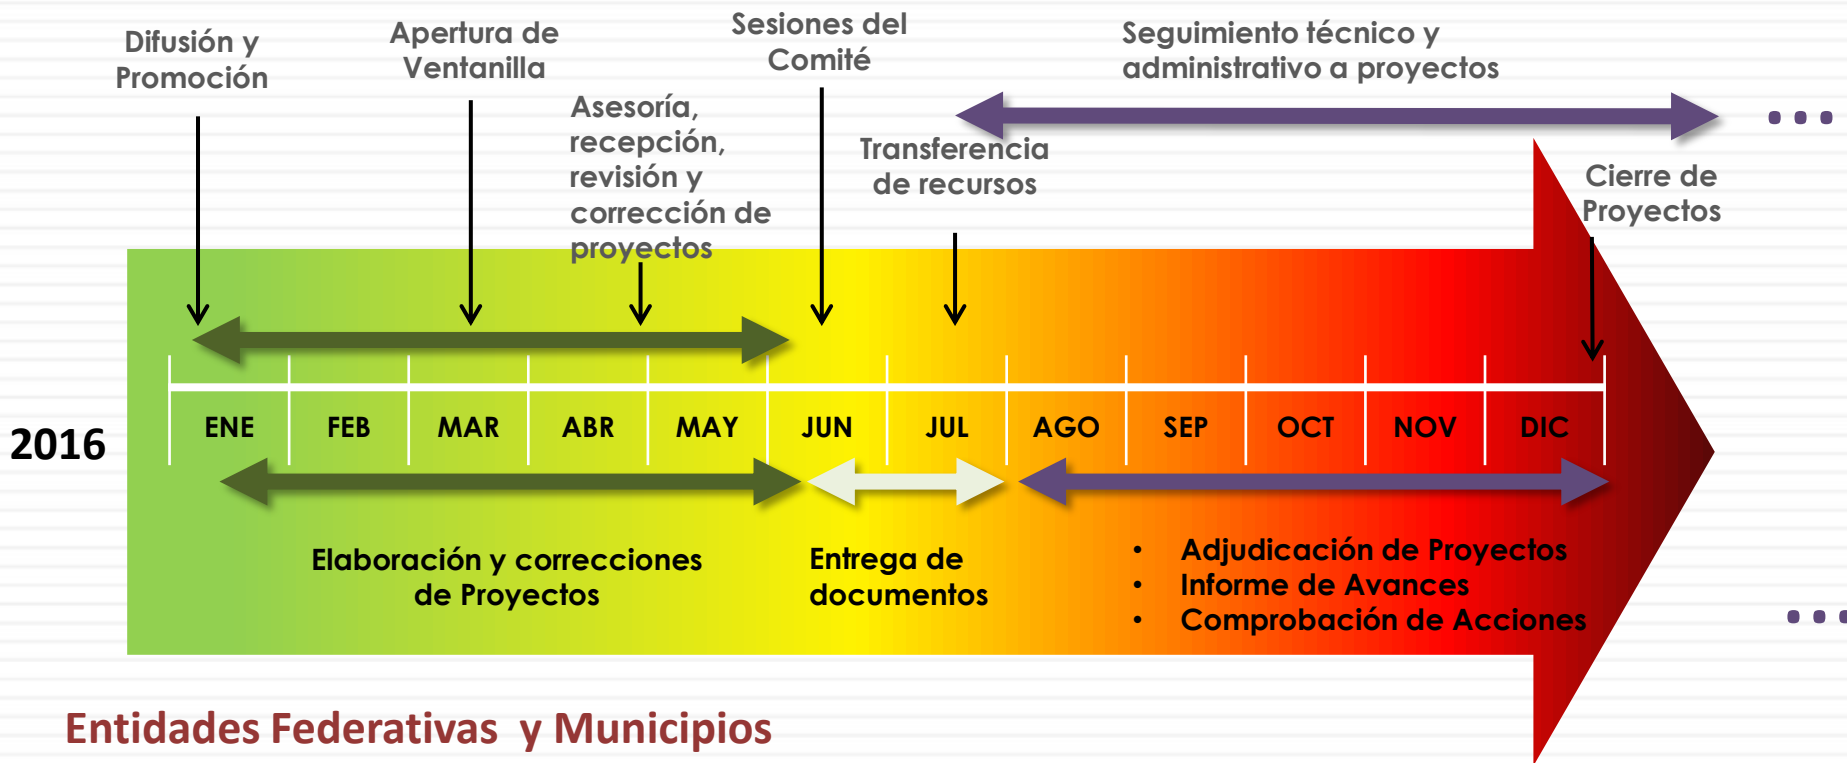 Difusión y
Promoción
Apertura de
Ventanilla
Asesoría,
recepción,
revisión y
corrección de
proyectos
Sesiones del
Comité
Transferencia
de recursos
Seguimiento técnico y
administrativo a proyectos
...
Cierre de
Proyectos
2016
ENE FEB MAR ABR MAY JUN JUL AGO SEP OCT NOV DIC
Elaboración y correcciones
de Proyectos
Entrega de
documentos
• Adjudicación de Proyectos
• Informe de Avances
• Comprobación de Acciones
...
Entidades Federativas y Municipios